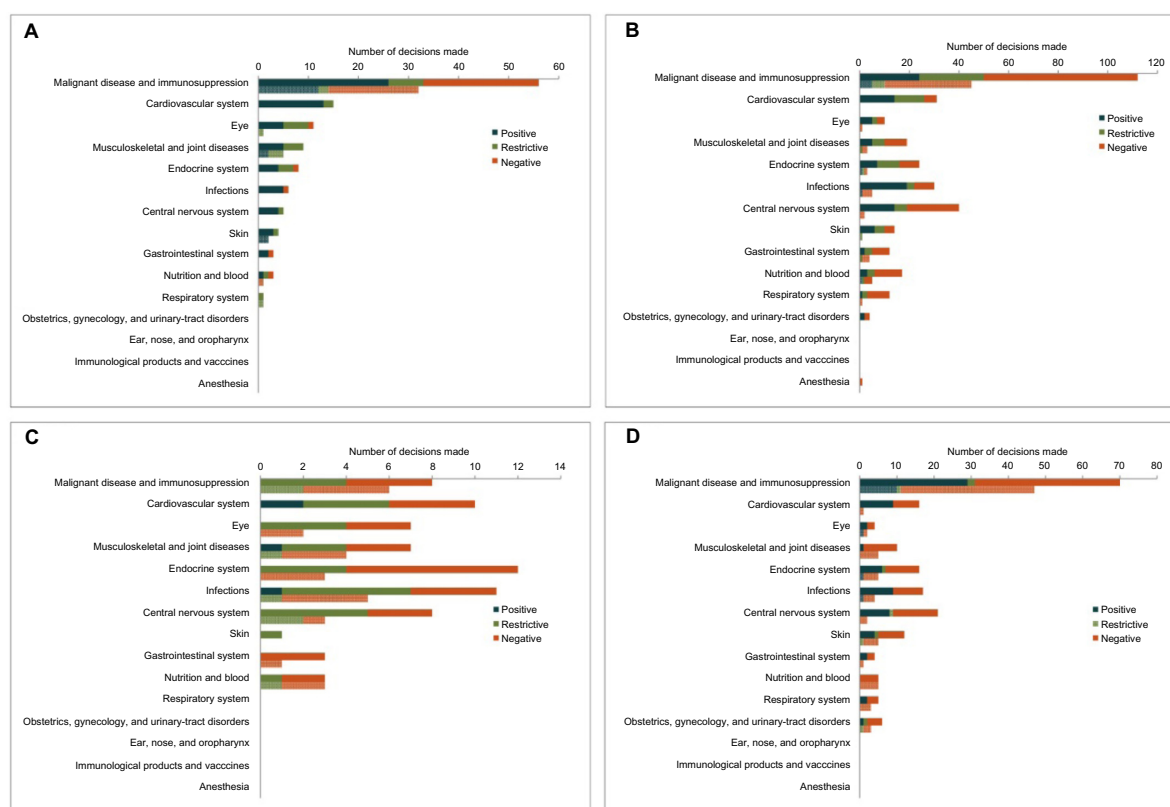 A
Number of decisions made
0 10 20 30 40 50 60
Malignant disease and immunosuppression
Cardiovascular system
Eye
Musculoskeletal and joint diseases
Endocrine system
Infections
Central nervous system
Skin
Gastrointestinal system
Nutrition and blood
Respiratory system
Obstetrics, gynecology, and urinary-tract disorders
Ear, nose, and oropharynx
Immunological products and vacccines
Anesthesia
Positive
Restrictive
Negative
B
Number of decisions made
0 20 40 60 80 100 120
Malignant disease and immunosuppression
Cardiovascular system
Eye
Musculoskeletal and joint diseases
Endocrine system
Infections
Central nervous system
Skin
Gastrointestinal system
Nutrition and blood
Respiratory system
Obstetrics, gynecology, and urinary-tract disorders
Ear, nose, and oropharynx
Immunological products and vacccines
Anesthesia
Positive
Restrictive
Negative
C
Number of decisions made
0 2 4 6 8 10 12 14
Malignant disease and immunosuppression
Cardiovascular system
Eye
Musculoskeletal and joint diseases
Endocrine system
Infections
Central nervous system
Skin
Gastrointestinal system
Nutrition and blood
Respiratory system
Obstetrics, gynecology, and urinary-tract disorders
Ear, nose, and oropharynx
Immunological products and vacccines
Anesthesia
Positive
Restrictive
Negative
D
Number of decisions made
0 10 20 30 40 50 60 70 80
Malignant disease and immunosuppression
Cardiovascular system
Eye
Musculoskeletal and joint diseases
Endocrine system
Infections
Central nervous system
Skin
Gastrointestinal system
Nutrition and blood
Respiratory system
Obstetrics, gynecology, and urinary-tract disorders
Ear, nose, and oropharynx
Immunological products and vacccines
Anesthesia
Positive
Restrictive
Negative